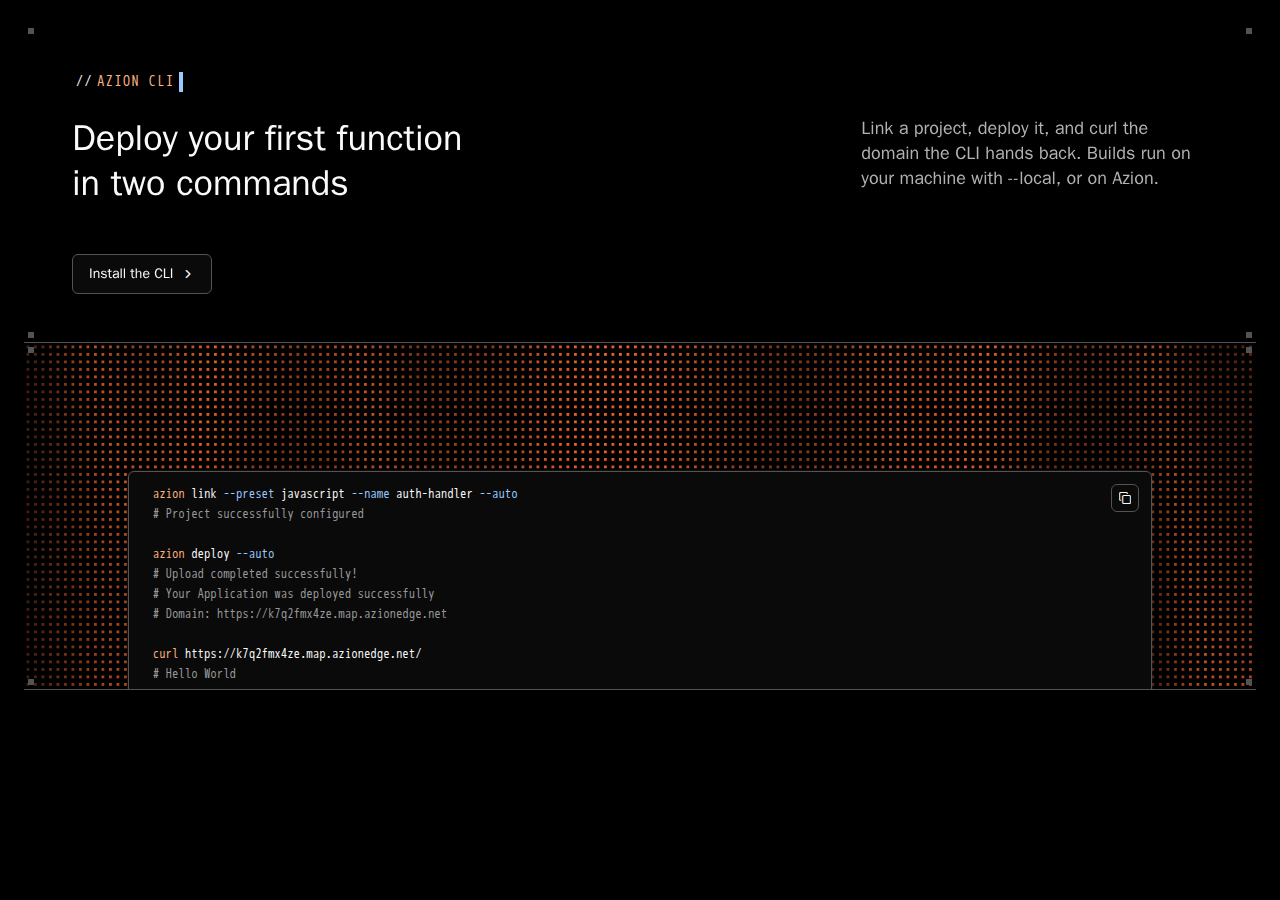 // AZION CLI
Deploy your first function
in two commands
Link a project, deploy it, and curl the
domain the CLI hands back. Builds run on
your machine with --local, or on Azion.
Install the CLI
azion link --preset javascript --name auth-handler --auto
# Project successfully configured
azion deploy --auto
# Upload completed successfully!
# Your Application was deployed successfully
# Domain: https://k7q2fmx4ze.map.azionedge.net
curl https://k7q2fmx4ze.map.azionedge.net/
# Hello World